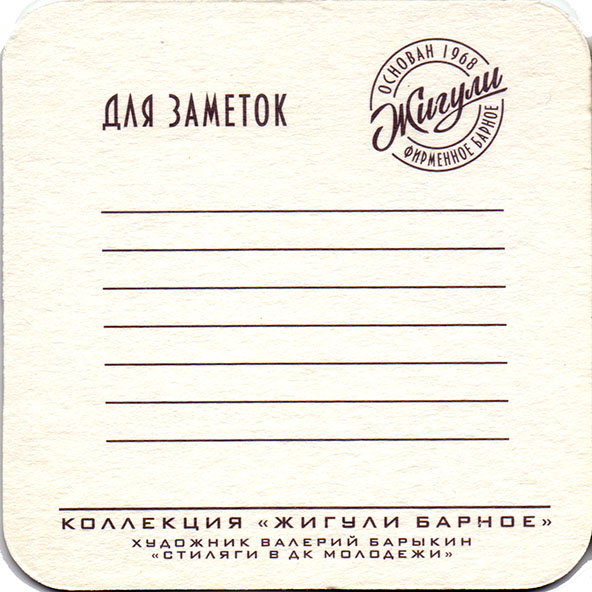 ОСНОВАН 1968
Жигули
ФИРМЕННОЕ БАРНОЕ
ДЛЯ ЗАМЕТОК
КОЛЛЕКЦИЯ «ЖИГУЛИ БАРНОЕ»
ХУДОЖНИК ВАЛЕРИЙ БАРЫКИН
«СТИЛЯГИ В ДК МОЛОДЕЖИ»